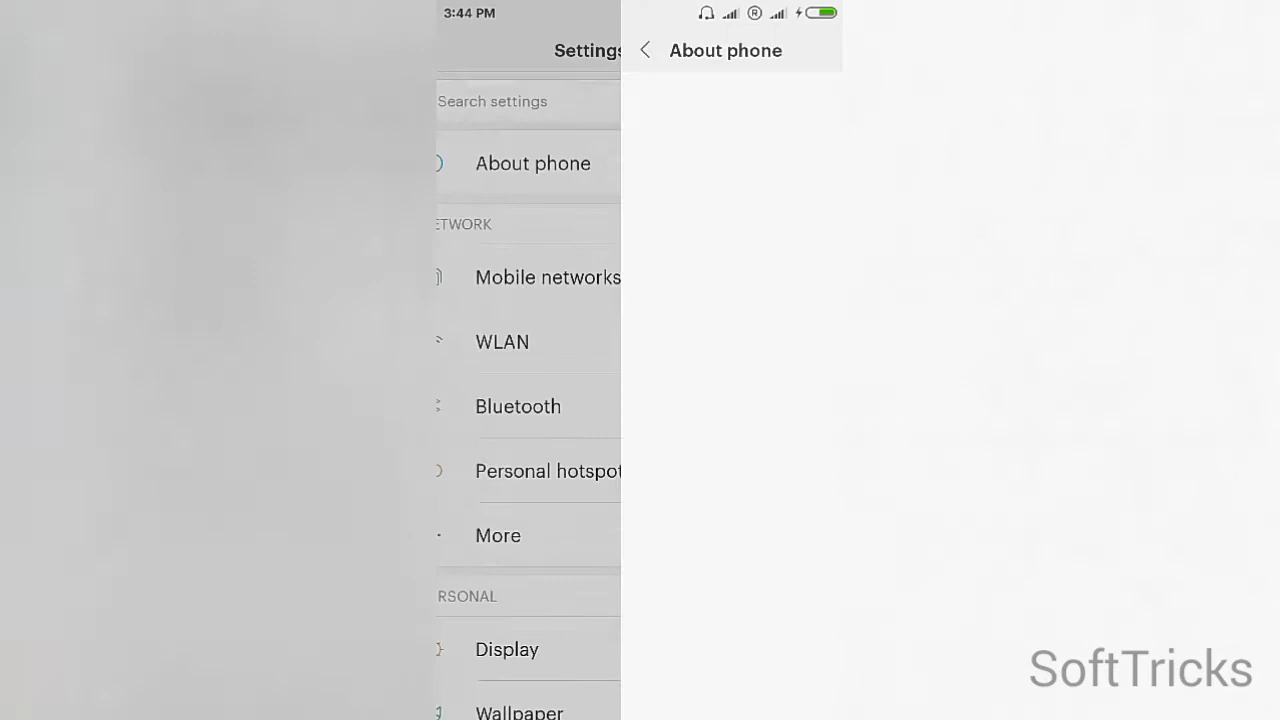 3:44 PM
R
Settings
About phone
Search settings
About phone
ETWORK
Mobile networks
WLAN
Bluetooth
Personal hotspot
More
RSONAL
Display
Wallpaper
SoftTricks